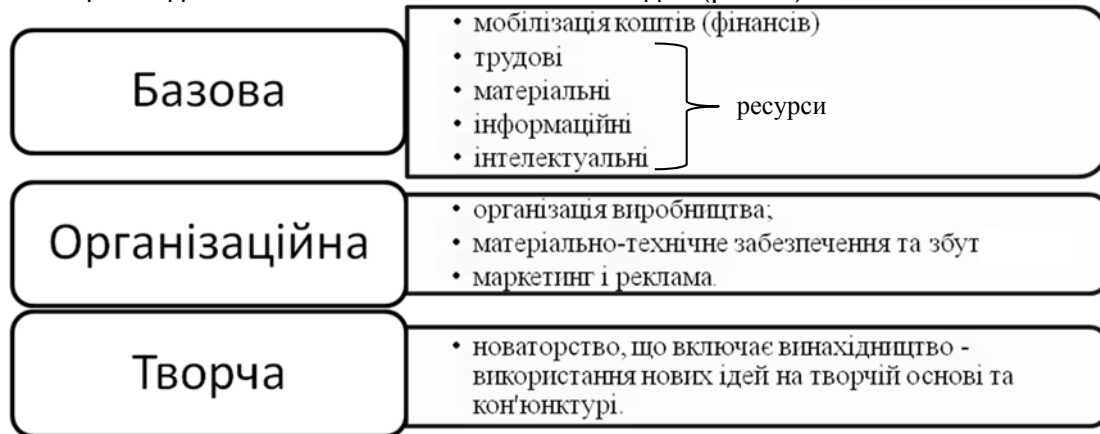 Базова
• мобілізація коштів (фінансів)
• трудові
• матеріальні
• інформаційні
• інтелектуальні
ресурси
Організаційна
• організація виробництва;
• матеріально-технічне забезпечення та збут
• маркетинг і реклама.
Творча
• новаторство, що включає винахідництво -
використання нових ідей на творчій основі та
кон'юнктурі.